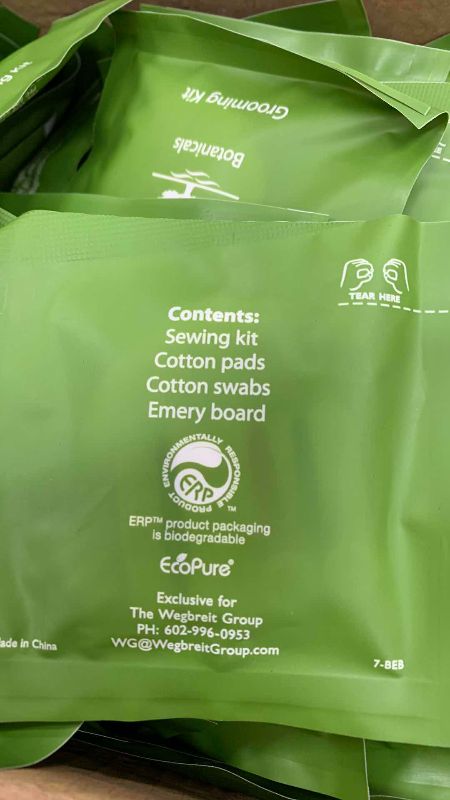 g Kit
Grooming Kit
Botanicals
TEAR HERE
Contents:
Sewing kit
Cotton pads
Cotton swabs
Emery board
ENVIRONMENTALLY RESPONSIBLE PRODUCT
ERP
TM
ERP™ product packaging
is biodegradable
EcoPure®
Exclusive for
The Wegbreit Group
PH: 602-996-0953
WG@WegbreitGroup.com
ade in China
7-BEB